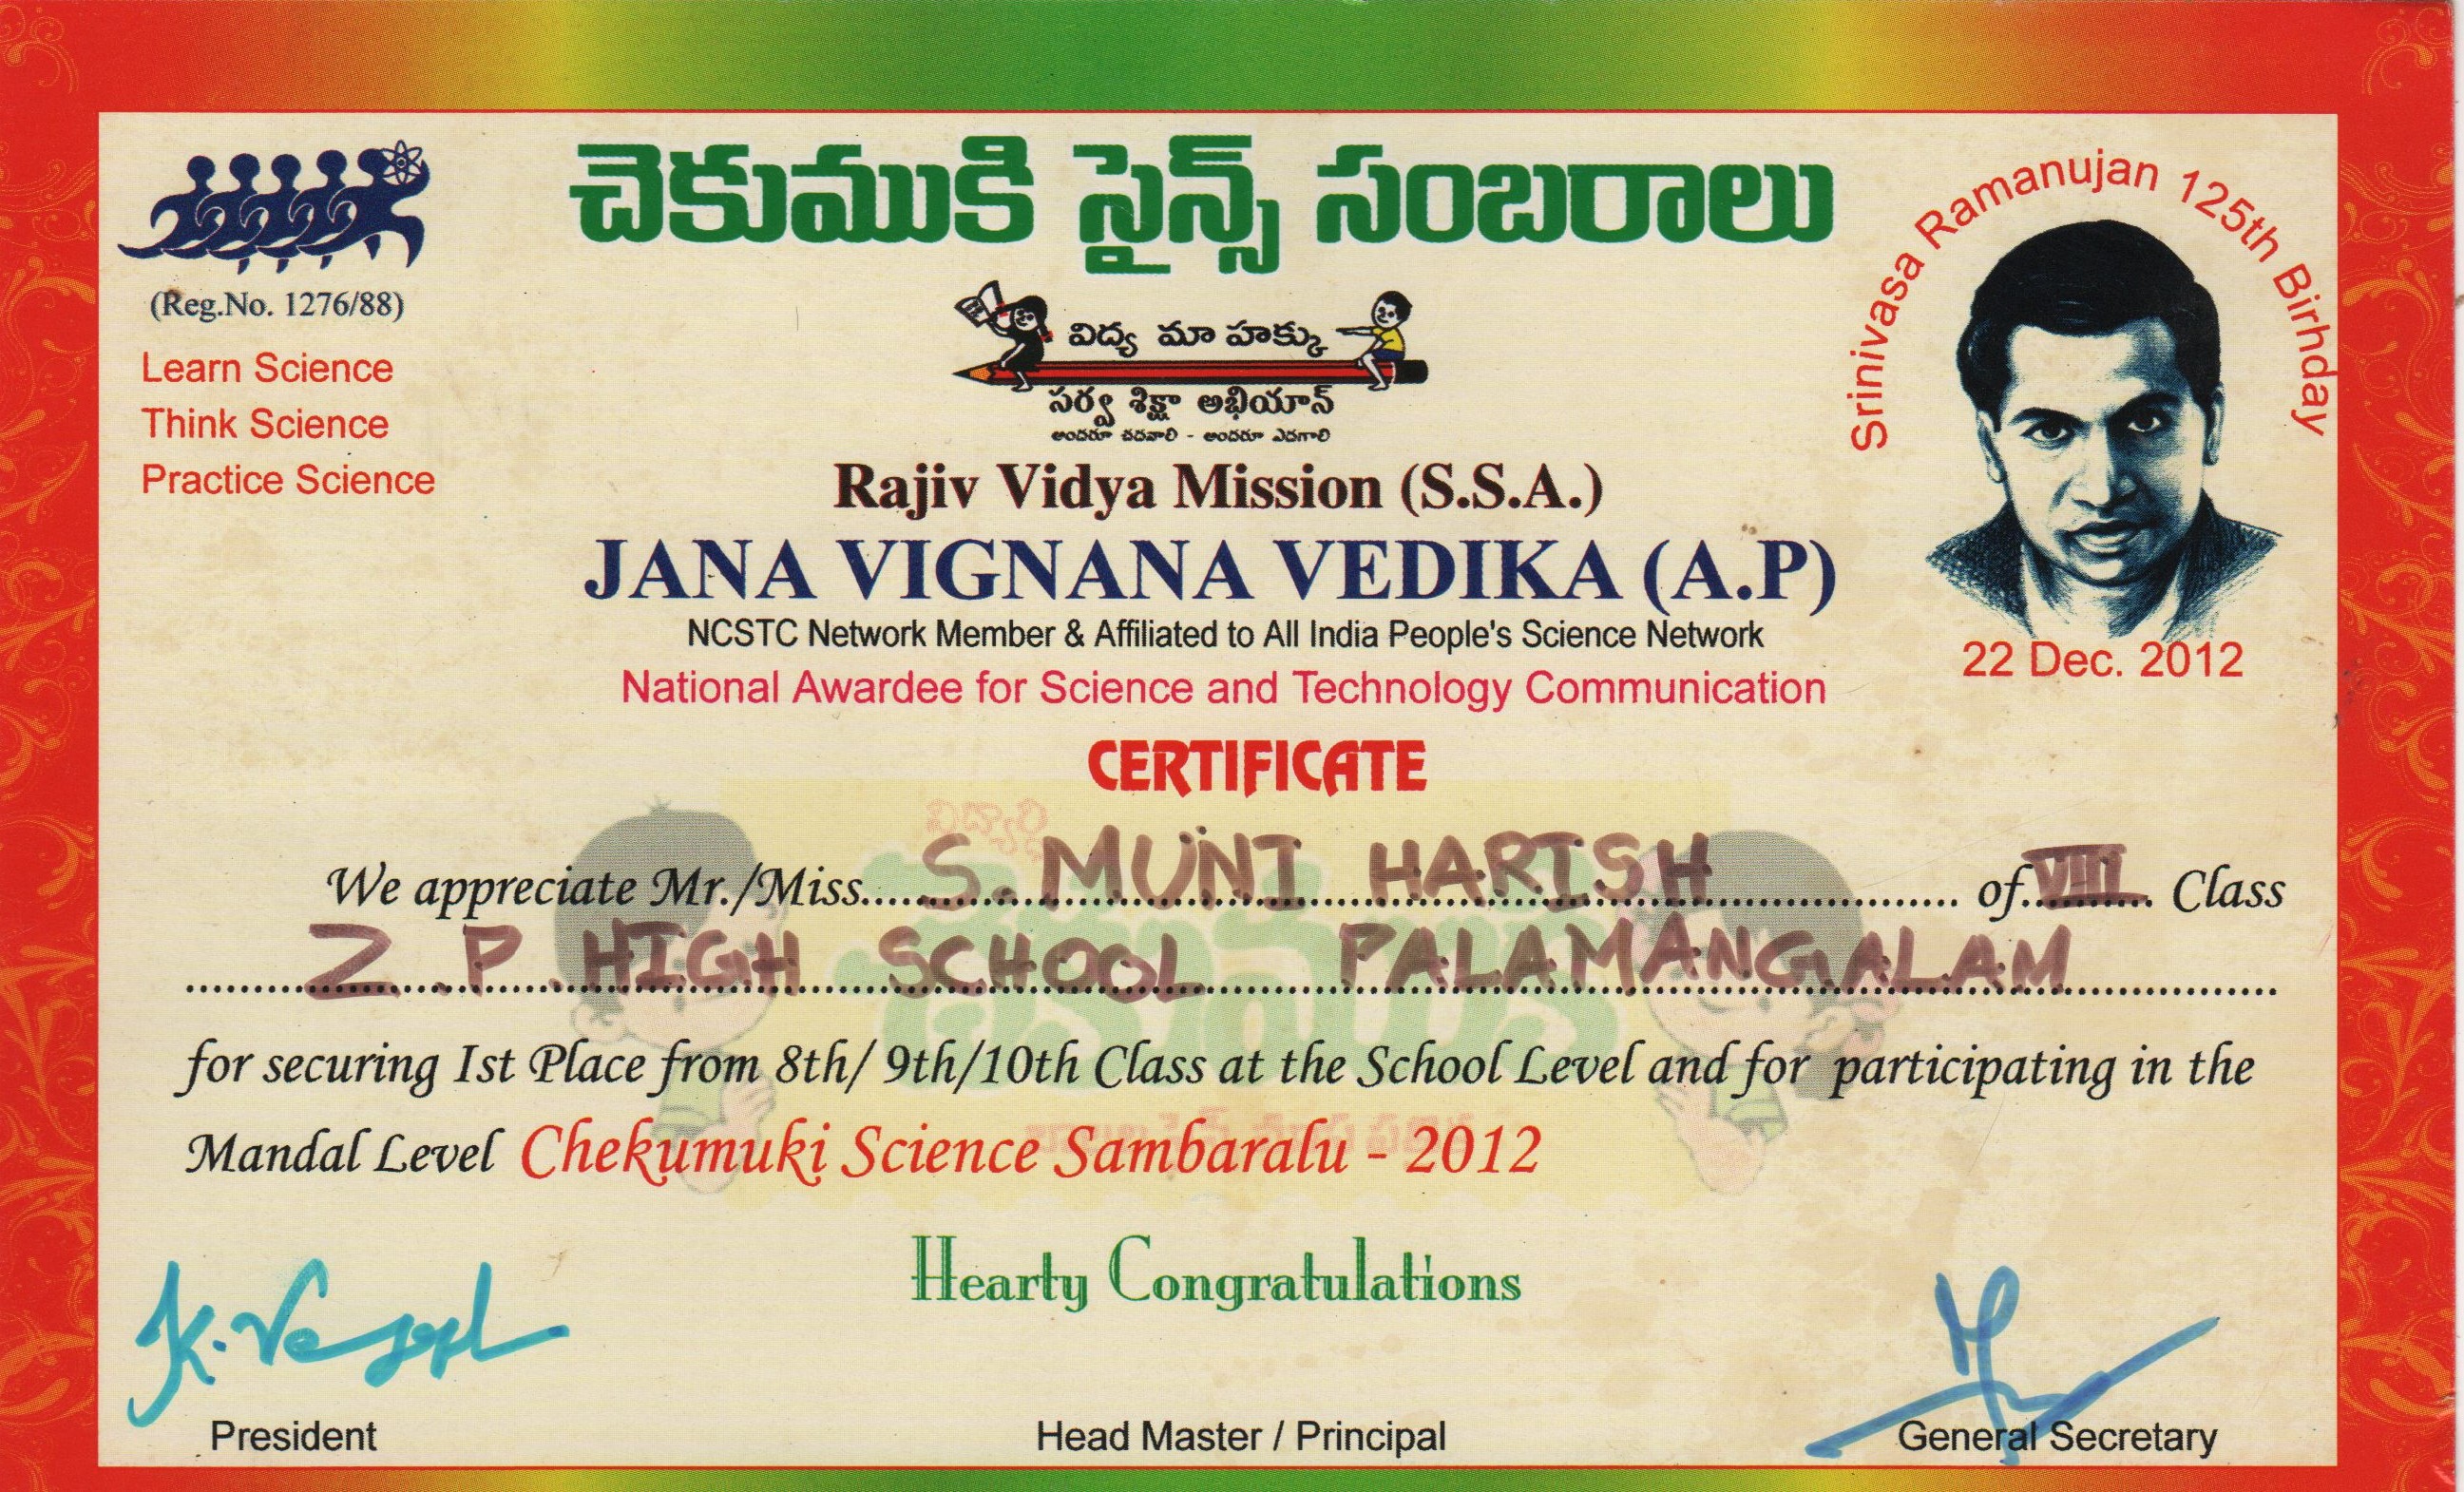 చెకుముకి సైన్స్ సంబరాలు
(Reg.No. 1276/88)
Learn Science
Think Science
Practice Science
విద్య మా హక్కు
సర్వ శిక్షా అభియాన్
అందరూ చదవాలి - అందరూ ఎదగాలి
Srinivasa Ramanujan 125th Birhday
22 Dec. 2012
Rajiv Vidya Mission (S.S.A.)
JANA VIGNANA VEDIKA (A.P)
NCSTC Network Member & Affiliated to All India People's Science Network
National Awardee for Science and Technology Communication
CERTIFICATE
We appreciate Mr./Miss....S. MUNI HARISH.... of..VIII.. Class
Z.P. HIGH SCHOOL PALAMANGALAM
for securing Ist Place from 8th/ 9th/10th Class at the School Level and for participating in the
Mandal Level Chekumuki Science Sambaralu - 2012
Hearty Congratulations
President
Head Master / Principal
General Secretary